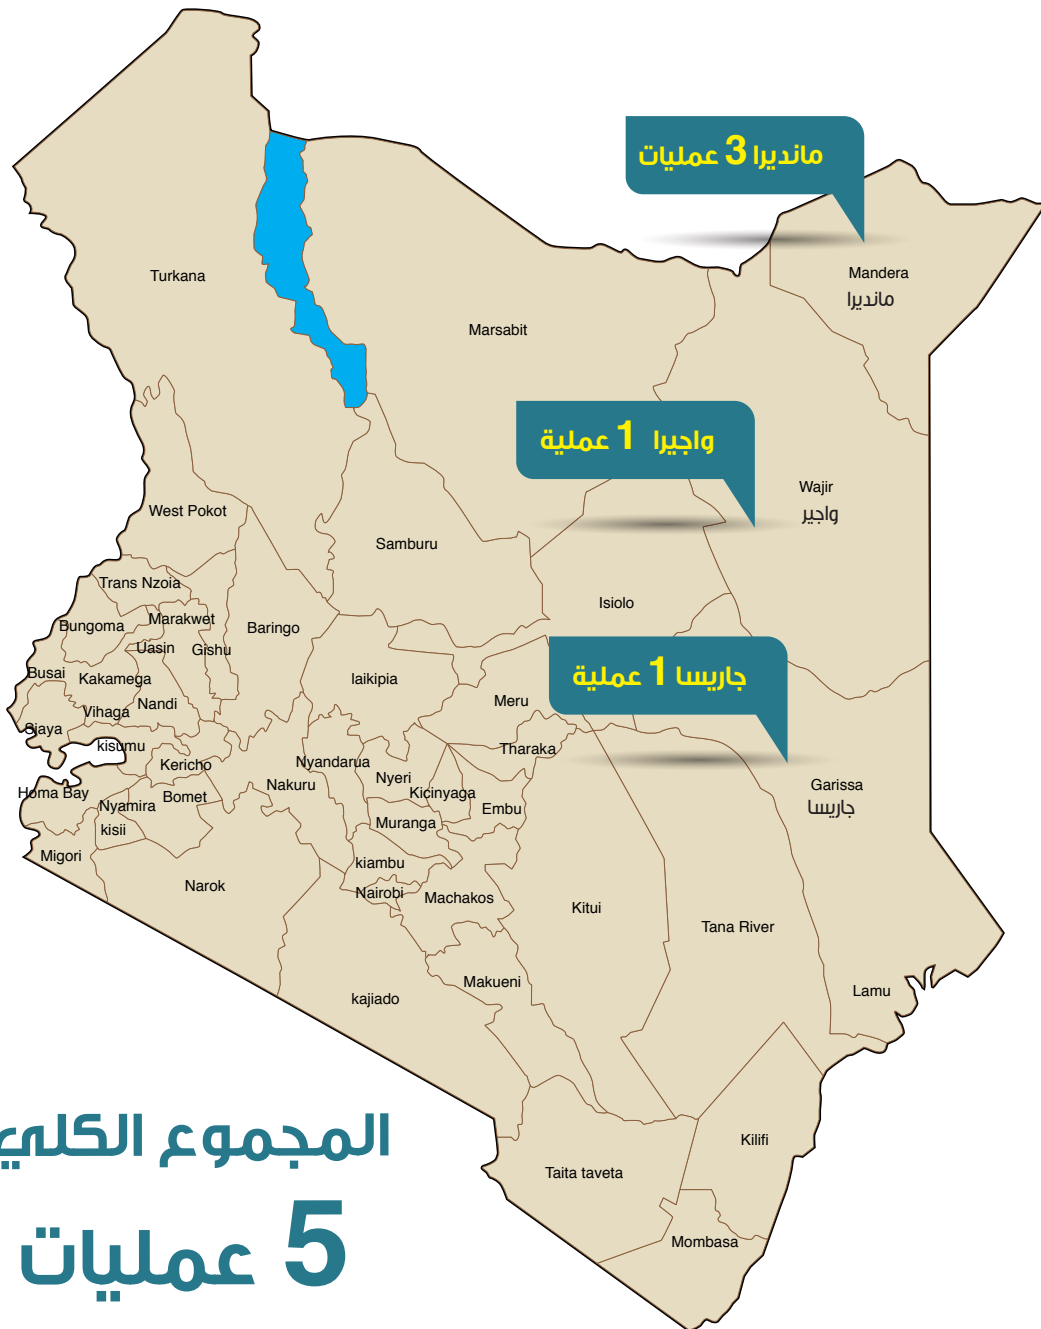 مانديرا 3 عمليات
Mandera
مانديرا
Turkana
Marsabit
واجيرا 1 عملية
Wajir
واجير
West Pokot
Samburu
Trans Nzoia
Isiolo
Marakwet
Bungoma
Baringo
Uasin
Gishu
Busai
Kakamega
laikipia
جاريسا 1 عملية
Meru
Nandi
Vihaga
Siaya
kisumu
Tharaka
Kericho
Nyandarua
Nyeri
Nakuru
Garissa
جاريسا
Homa Bay
Nyamira
Bomet
Kicinyaga
Embu
Muranga
kisii
Migori
kiambu
Narok
Nairobi
Machakos
Kitui
Tana River
Makueni
kajiado
Lamu
المجموع الكلي
Kilifi
Taita taveta
5 عمليات
Mombasa